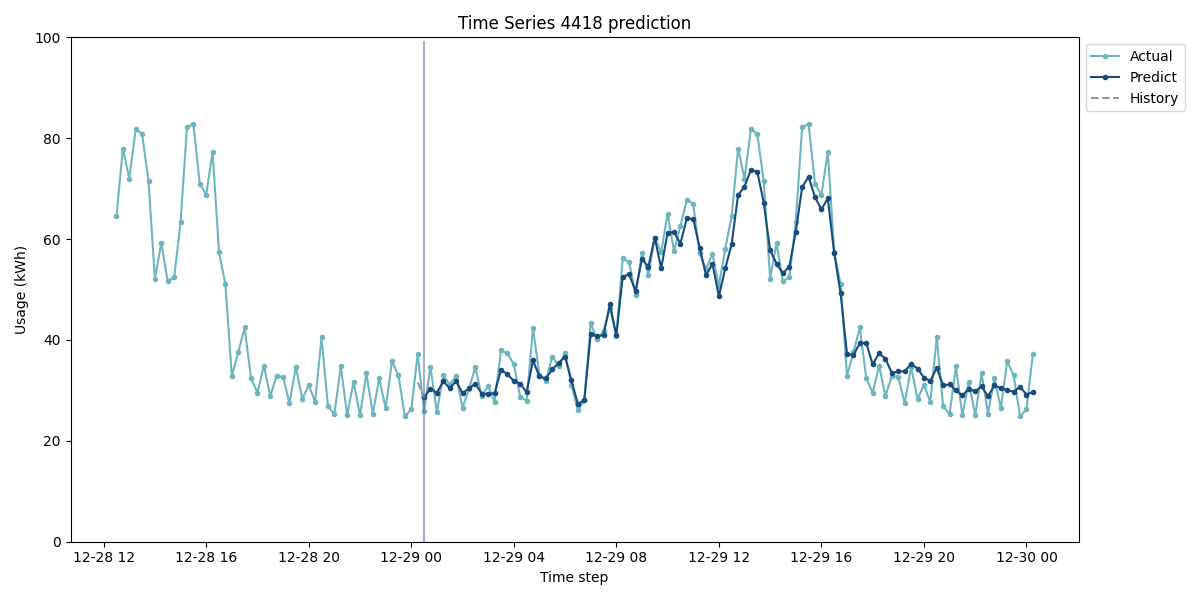 Time Series 4418 prediction
Usage (kWh)
100
80
60
40
20
0
12-28 12
12-28 16
12-28 20
12-29 00
12-29 04
12-29 08
12-29 12
12-29 16
12-29 20
12-30 00
Time step
Actual
Predict
History